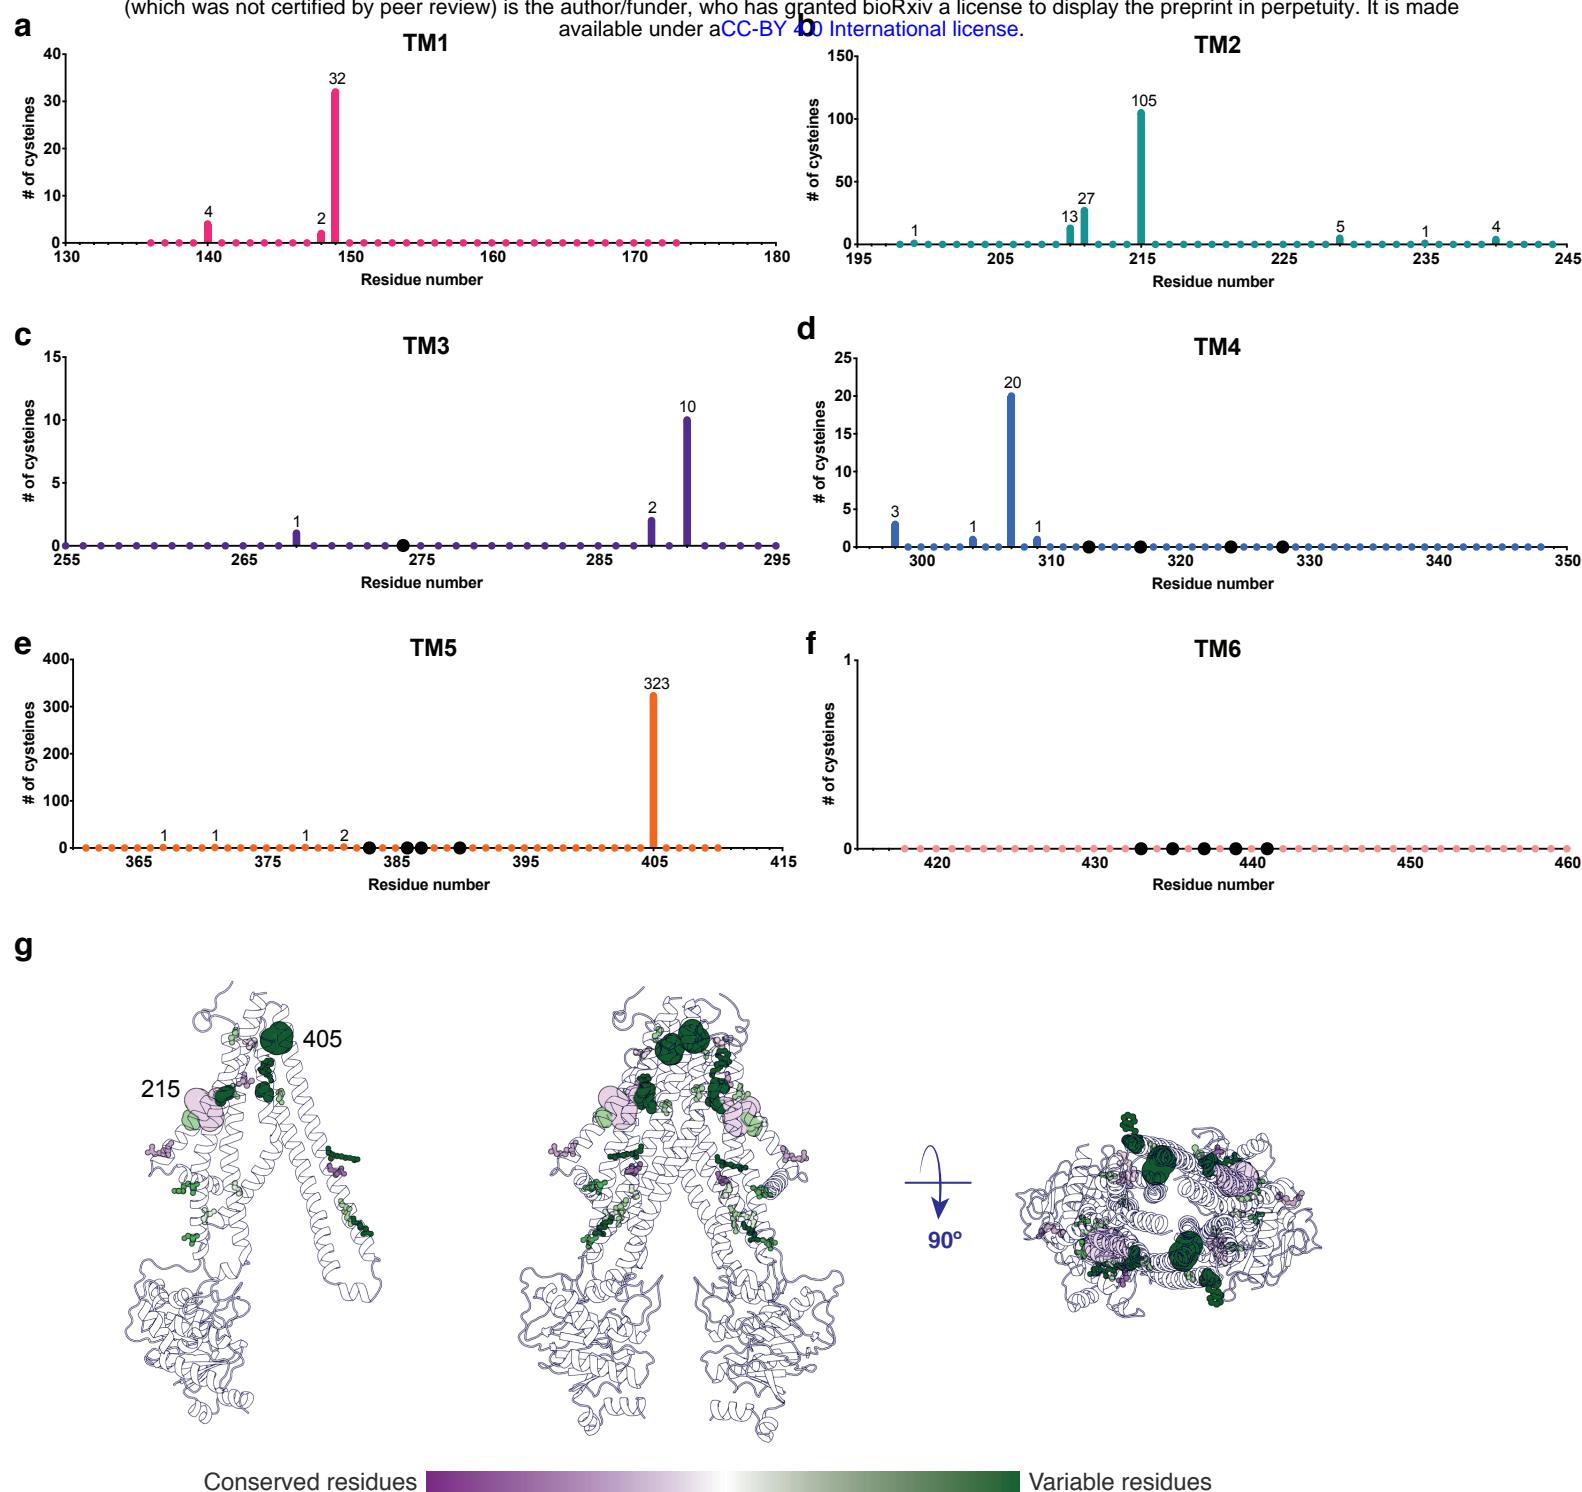 (which was not certified by peer review) is the author/funder, who has granted bioRxiv a license to display the preprint in perpetuity. It is made
available under aCC-BY 4.0 International license.
a
TM1
# of cysteines
40
30
20
10
0
4
2
32
130 140 150 160 170 180
Residue number
b
TM2
# of cysteines
150
100
50
0
1
13
27
105
5
1
4
195 205 215 225 235 245
Residue number
c
TM3
# of cysteines
15
10
5
0
1
2
10
255 265 275 285 295
Residue number
d
TM4
# of cysteines
25
20
15
10
5
0
3
1
20
1
300 310 320 330 340 350
Residue number
e
TM5
# of cysteines
400
300
200
100
0
1
1
1
2
323
365 375 385 395 405 415
Residue number
f
TM6
# of cysteines
1
0
420 430 440 450 460
Residue number
g
405
215
90º
Conserved residues
Variable residues